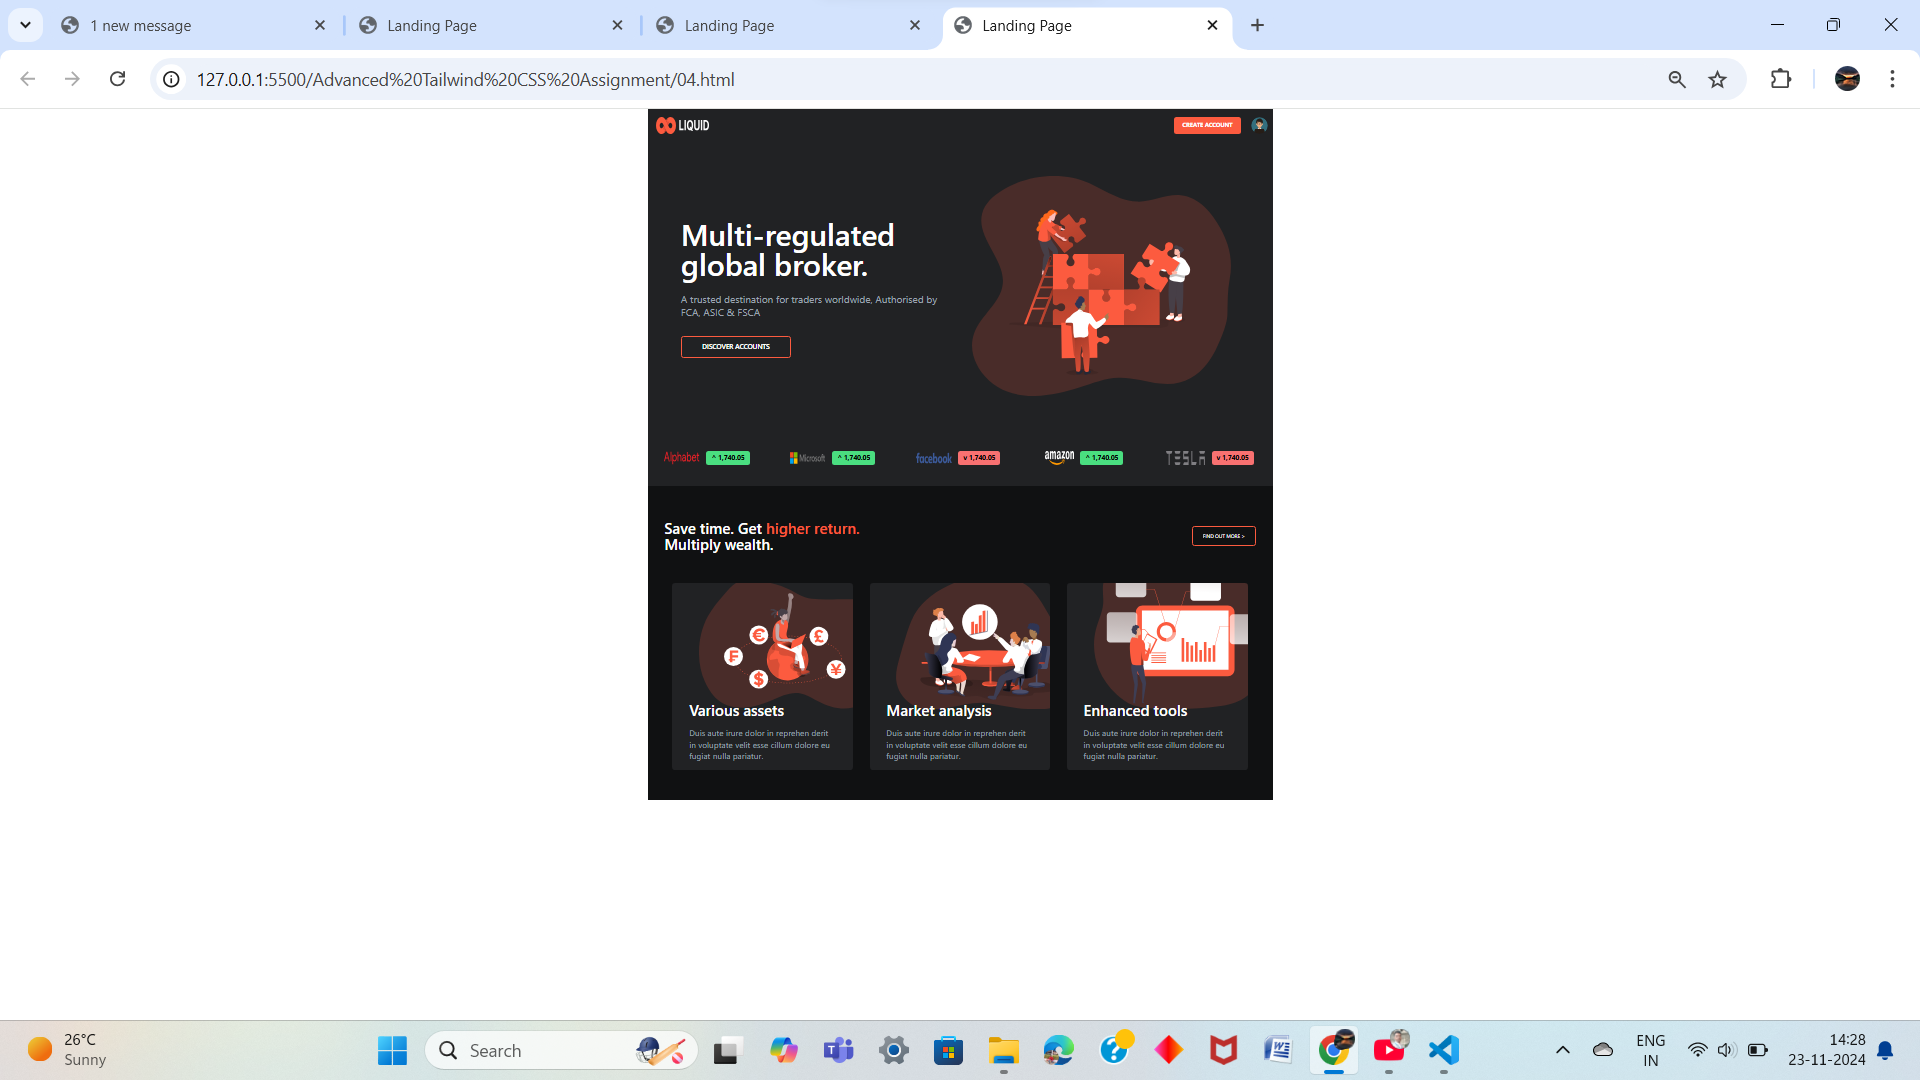 1 new message
Landing Page
Landing Page
Landing Page
127.0.0.1:5500/Advanced%20Tailwind%20CSS%20Assignment/04.html
LIQUID
CREATE ACCOUNT
Multi-regulated
global broker.
A trusted destination for traders worldwide, Authorised by
FCA, ASIC & FSCA
DISCOVER ACCOUNTS
Alphabet ^ 1,740.05 Microsoft ^ 1,740.05 facebook v 1,740.05 amazon ^ 1,740.05 TESLA v 1,740.05
Save time. Get higher return.
Multiply wealth.
FIND OUT MORE >
Various assets
Duis aute irure dolor in reprehen derit
in voluptate velit esse cillum dolore eu
fugiat nulla pariatur.
Market analysis
Duis aute irure dolor in reprehen derit
in voluptate velit esse cillum dolore eu
fugiat nulla pariatur.
Enhanced tools
Duis aute irure dolor in reprehen derit
in voluptate velit esse cillum dolore eu
fugiat nulla pariatur.
26°C
Sunny
Search
ENG
IN
14:28
23-11-2024